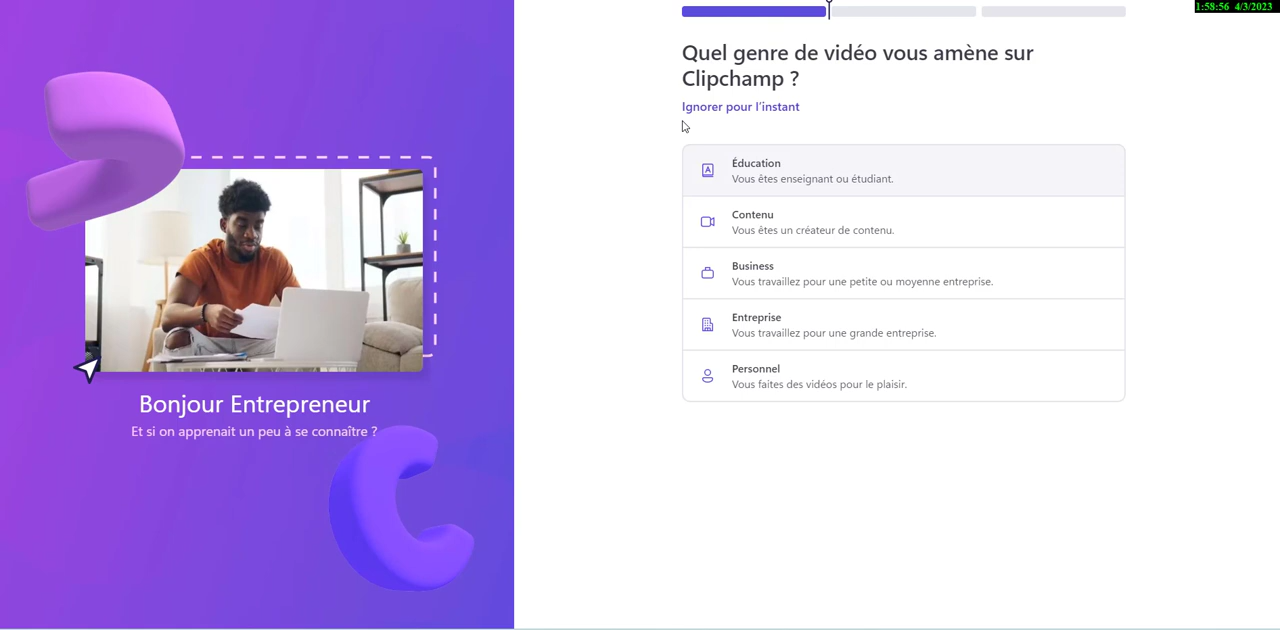 1:58:56 4/3/2023
Quel genre de vidéo vous amène sur
Clipchamp ?
Ignorer pour l'instant
Éducation
Vous êtes enseignant ou étudiant.
Contenu
Vous êtes un créateur de contenu.
Business
Vous travaillez pour une petite ou moyenne entreprise.
Entreprise
Vous travaillez pour une grande entreprise.
Personnel
Vous faites des vidéos pour le plaisir.
Bonjour Entrepreneur
Et si on apprenait un peu à se connaître ?